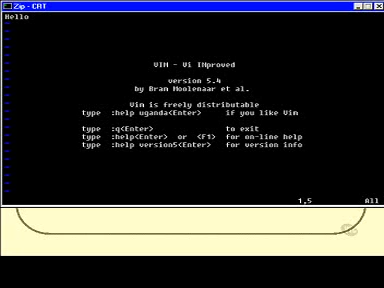 Zip - CAT
Hello
~
~
~
~
VIM - Vi IMproved
~
~
version 5.4
~
by Bram Moolenaar et al.
~
~
Vim is freely distributable
~
type :help uganda<Enter> if you like Vim
~
~
type :q<Enter> to exit
~
type :help<Enter> or <F1> for on-line help
~
type :help version5<Enter> for version info
~
~
~
~
~
1,5 All